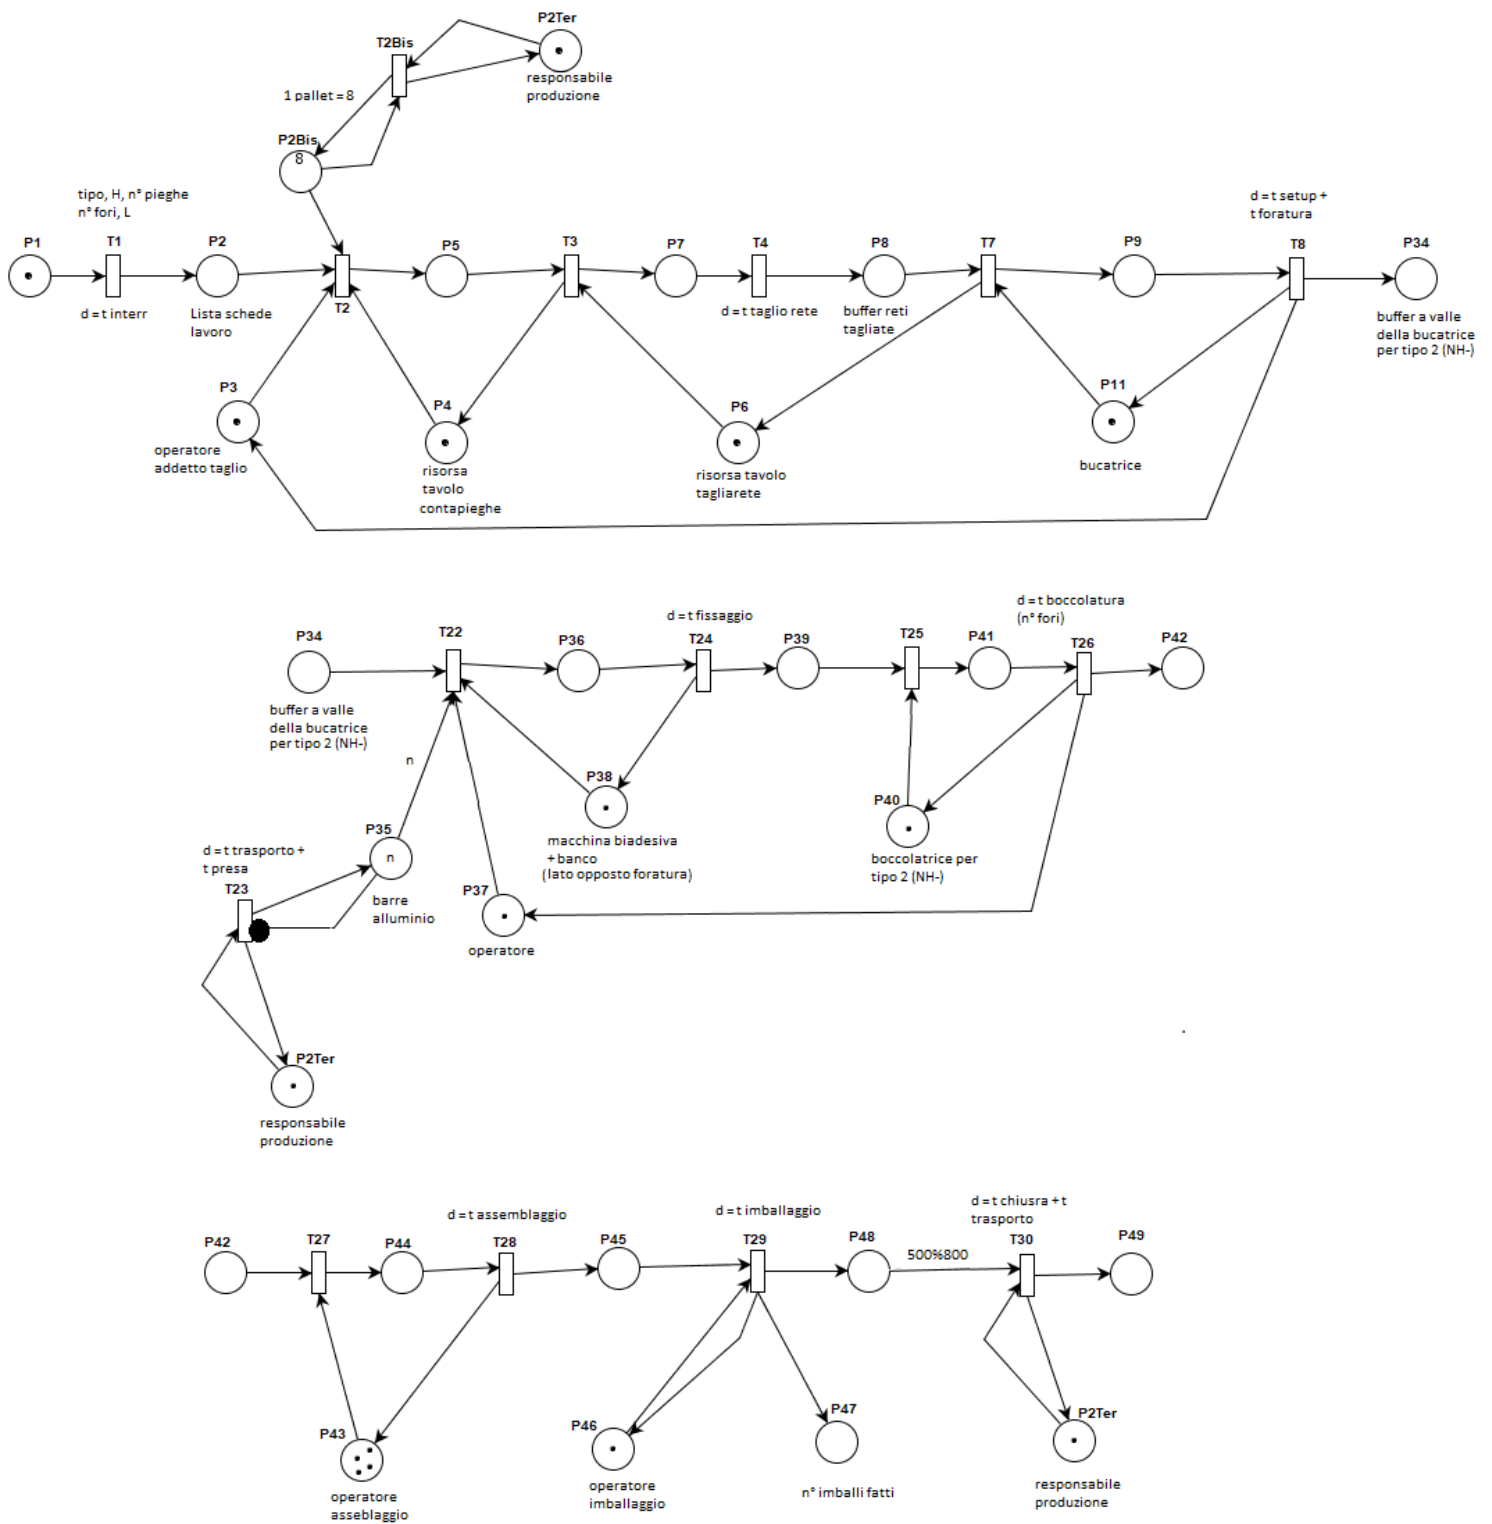 P2Ter
T2Bis
responsabile
produzione
1 pallet = 8
P2Bis
8
tipo, H, n° pieghe
n° fori, L
d = t setup +
t foratura
P1
T1
P2
P5
T3
P7
T4
P8
T7
P9
T8
P34
d = t interr
Lista schede
lavoro
T2
d = t taglio rete
buffer reti
tagliate
buffer a valle
della bucatrice
per tipo 2 (NH-)
P3
P4
P6
P11
operatore
addetto taglio
risorsa
tavolo
contapieghe
risorsa tavolo
tagliarete
bucatrice
d = t fissaggio
d = t boccolatura
(n° fori)
P34
T22
P36
T24
P39
T25
P41
T26
P42
buffer a valle
della bucatrice
per tipo 2 (NH-)
n
P38
P40
macchina biadesiva
+ banco
(lato opposto foratura)
boccolatrice per
tipo 2 (NH-)
P35
n
d = t trasporto +
t presa
T23
barre
alluminio
P37
operatore
P2Ter
responsabile
produzione
d = t assemblaggio
d = t imballaggio
d = t chiusra + t
trasporto
P42
T27
P44
T28
P45
T29
P48
500%800
T30
P49
P43
P46
P47
P2Ter
operatore
asseblaggio
operatore
imballaggio
n° imballi fatti
responsabile
produzione